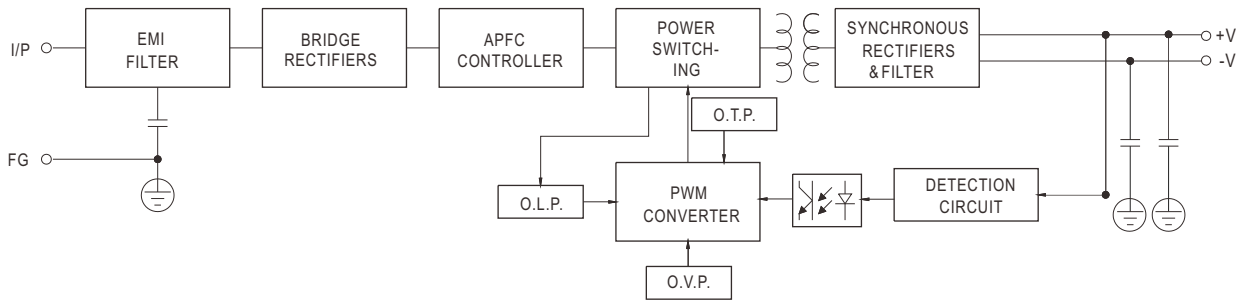 I/P
EMI
FILTER
BRIDGE
RECTIFIERS
APFC
CONTROLLER
POWER
SWITCH-
ING
SYNCHRONOUS
RECTIFIERS
&FILTER
+V
-V
O.T.P.
FG
O.L.P.
PWM
CONVERTER
DETECTION
CIRCUIT
O.V.P.